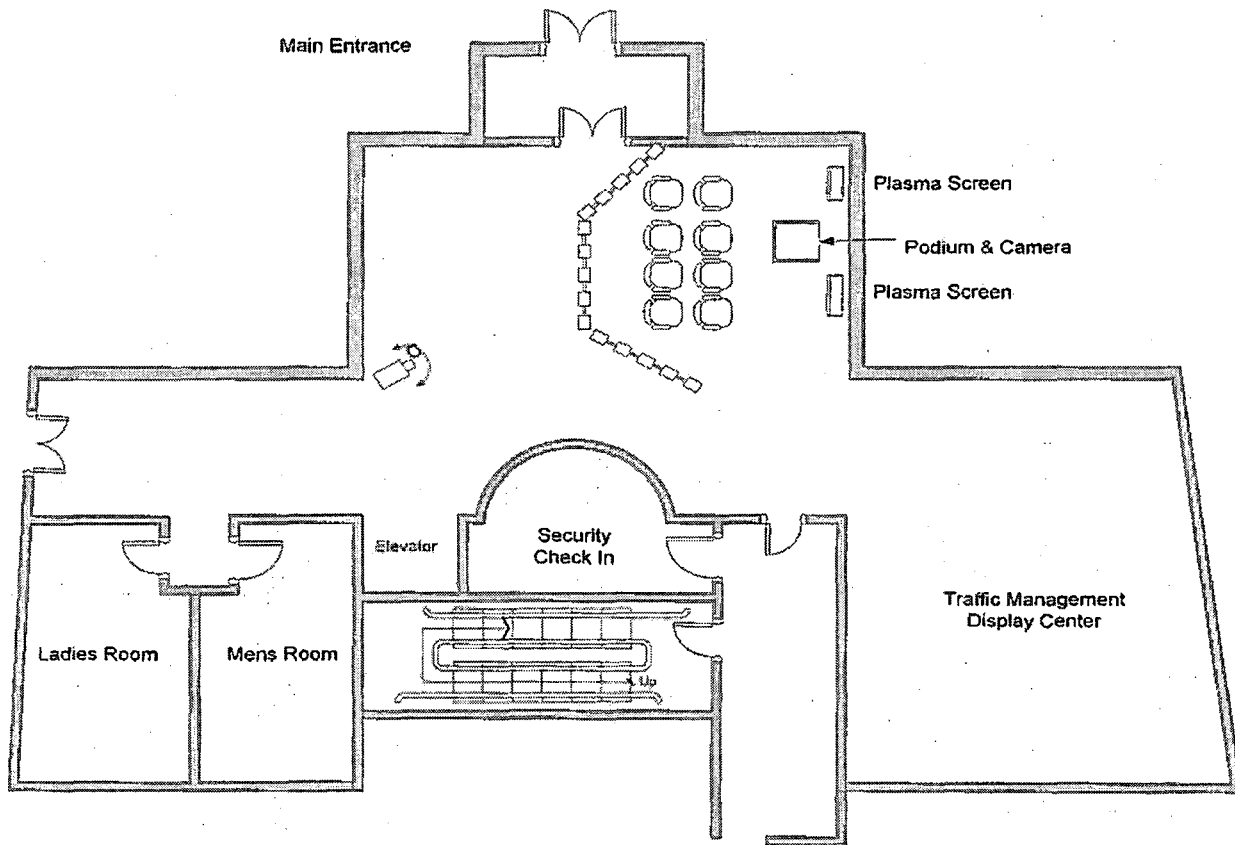 Main Entrance
Plasma Screen
Podium & Camera
Plasma Screen
Elevator
Security
Check In
Traffic Management
Display Center
Ladies Room
Mens Room
Up